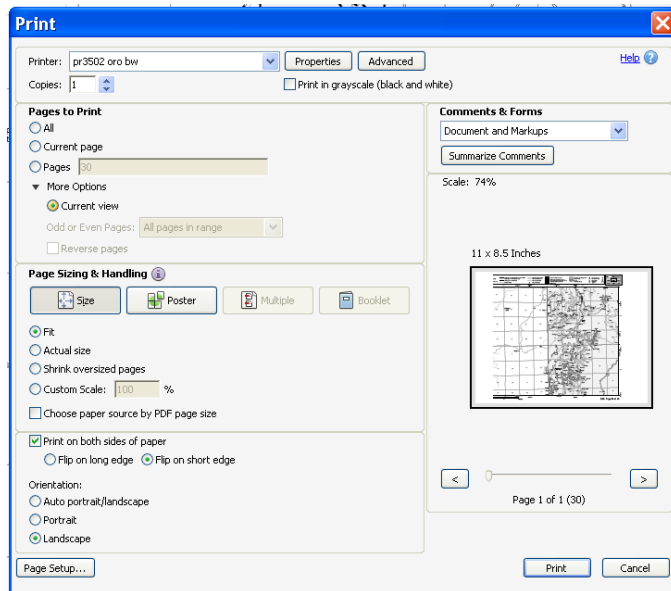 Print
Printer: pr3502 oro bw Properties Advanced Help
Copies: 1 Print in grayscale (black and white)
Pages to Print
All
Current page
Pages 30
More Options
Current view
Odd or Even Pages: All pages in range
Reverse pages
Page Sizing & Handling
Size Poster Multiple Booklet
Fit
Actual size
Shrink oversized pages
Custom Scale: 100 %
Choose paper source by PDF page size
Print on both sides of paper
Flip on long edge Flip on short edge
Orientation:
Auto portrait/landscape
Portrait
Landscape
Comments & Forms
Document and Markups
Summarize Comments
Scale: 74%
11 x 8.5 Inches
< >
Page 1 of 1 (30)
Page Setup... Print Cancel